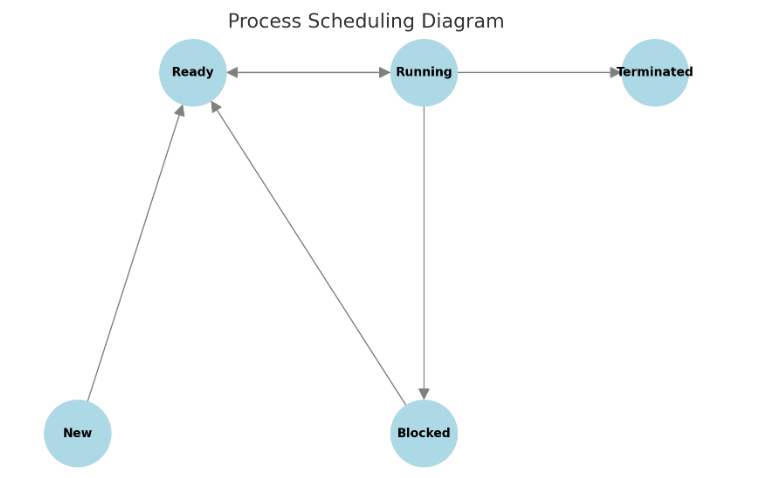 Process Scheduling Diagram
Ready
Running
Terminated
New
Blocked